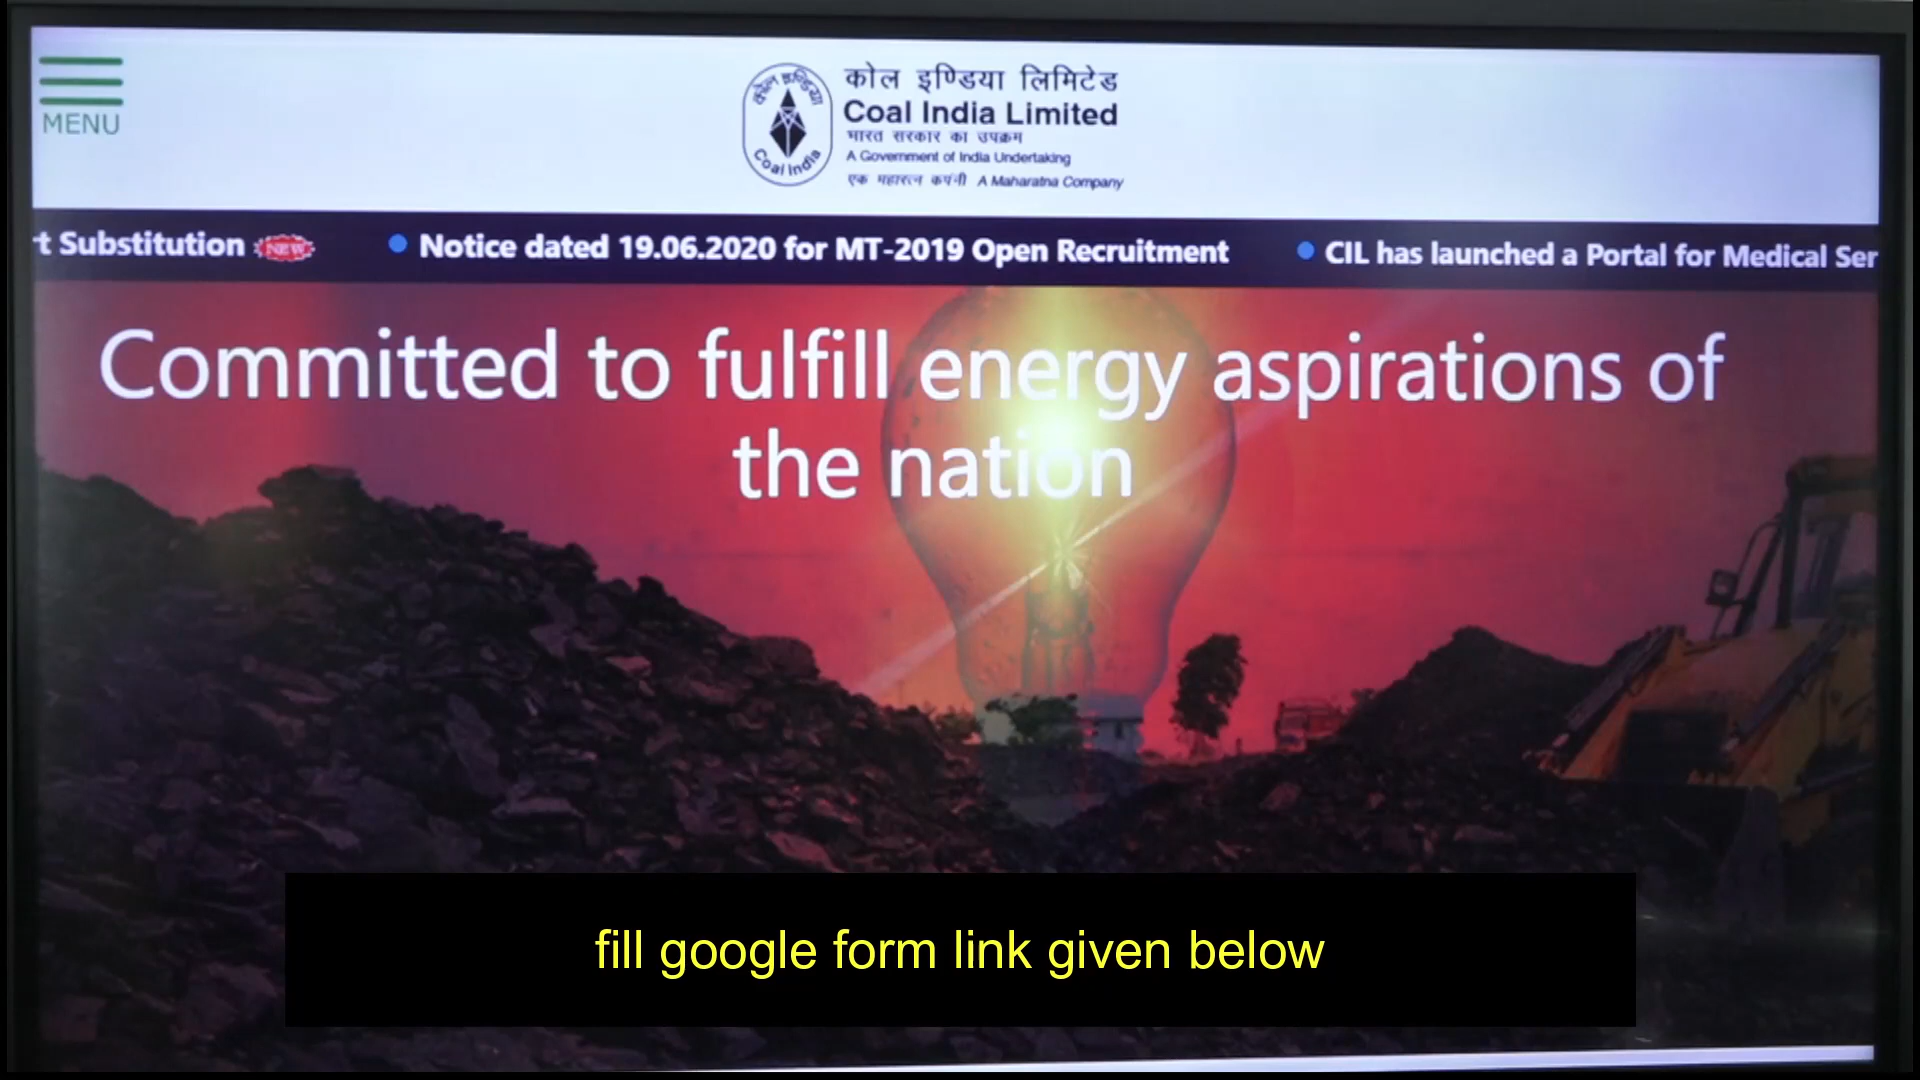 MENU
कोल इण्डिया
Coal India
कोल इण्डिया लिमिटेड
Coal India Limited
भारत सरकार का उपक्रम
A Government of India Undertaking
एक महारत्न कंपनी A Maharatna Company
t Substitution NEW Notice dated 19.06.2020 for MT-2019 Open Recruitment CIL has launched a Portal for Medical Ser
Committed to fulfill energy aspirations of
the nation
fill google form link given below